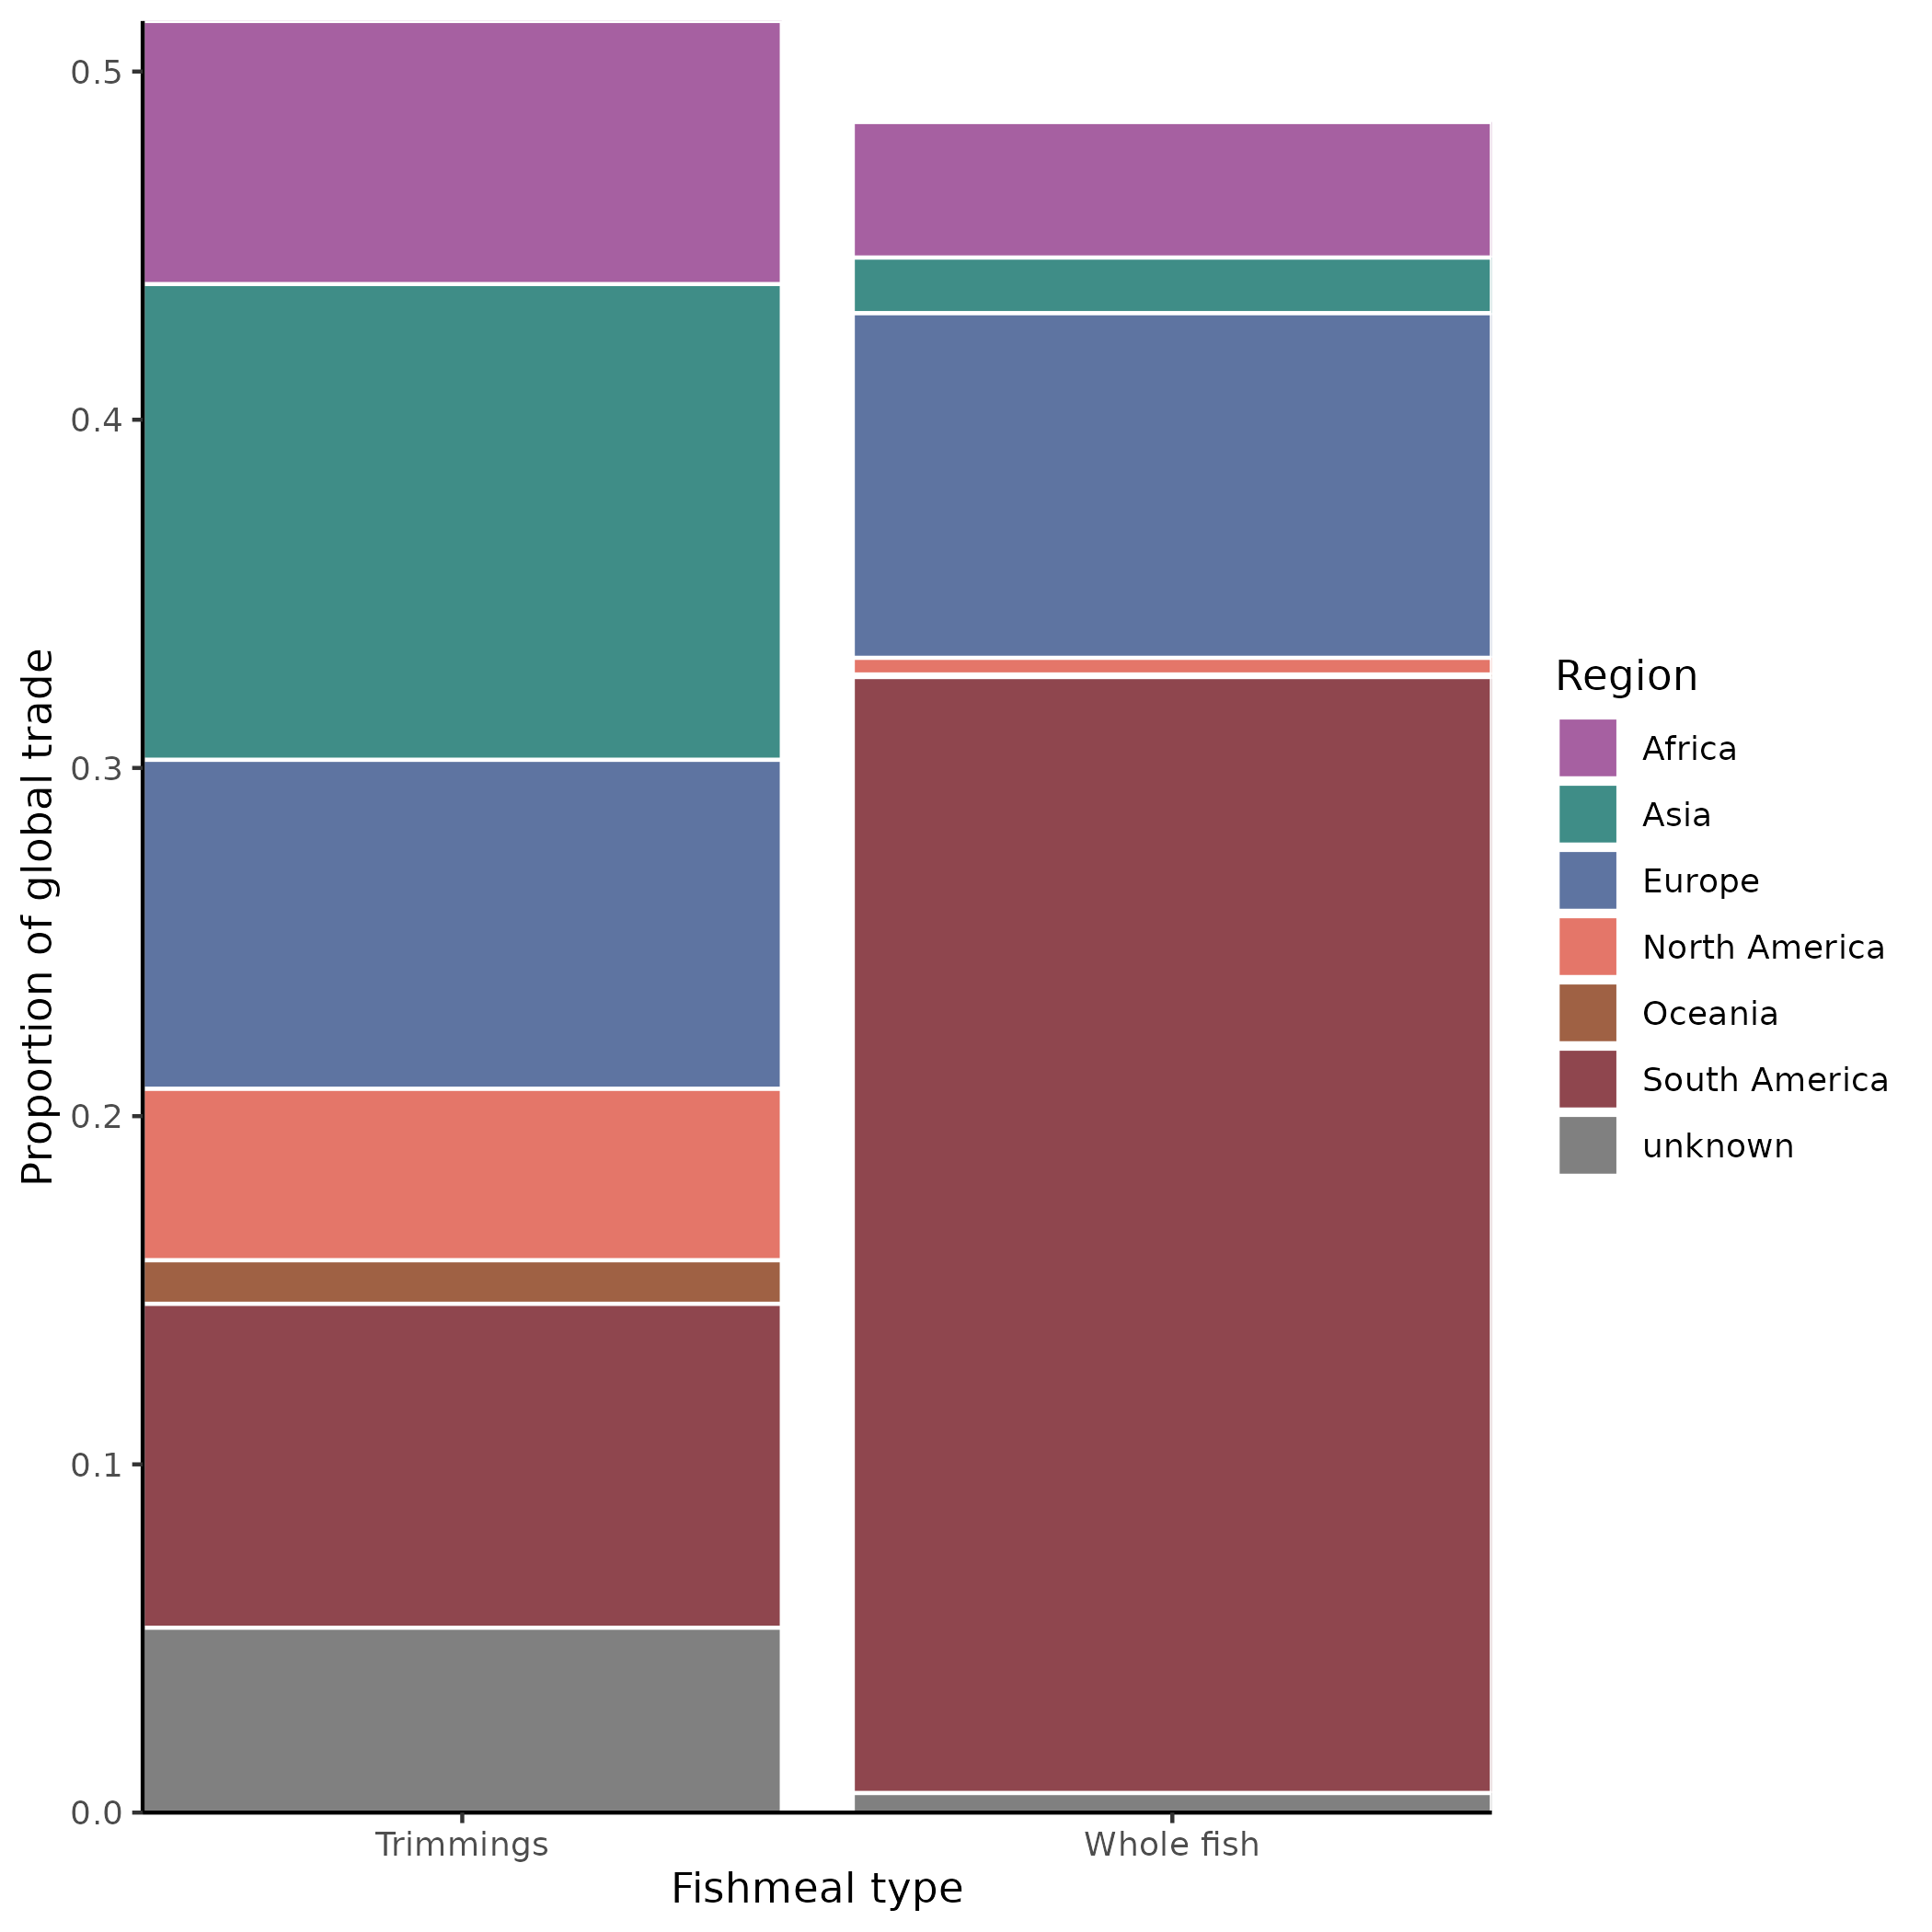 Proportion of global trade
0.5
0.4
0.3
0.2
0.1
0.0
Trimmings
Whole fish
Fishmeal type
Region
Africa
Asia
Europe
North America
Oceania
South America
unknown